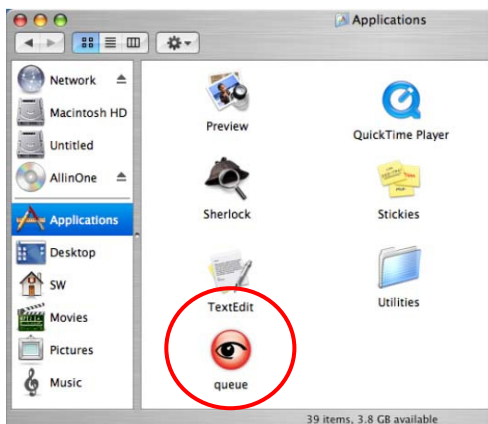 Applications
Network
Macintosh HD
Untitled
AllinOne
Applications
Desktop
SW
Movies
Pictures
Music
Preview
QuickTime Player
Sherlock
Stickies
TextEdit
Utilities
queue
39 items, 3.8 GB available